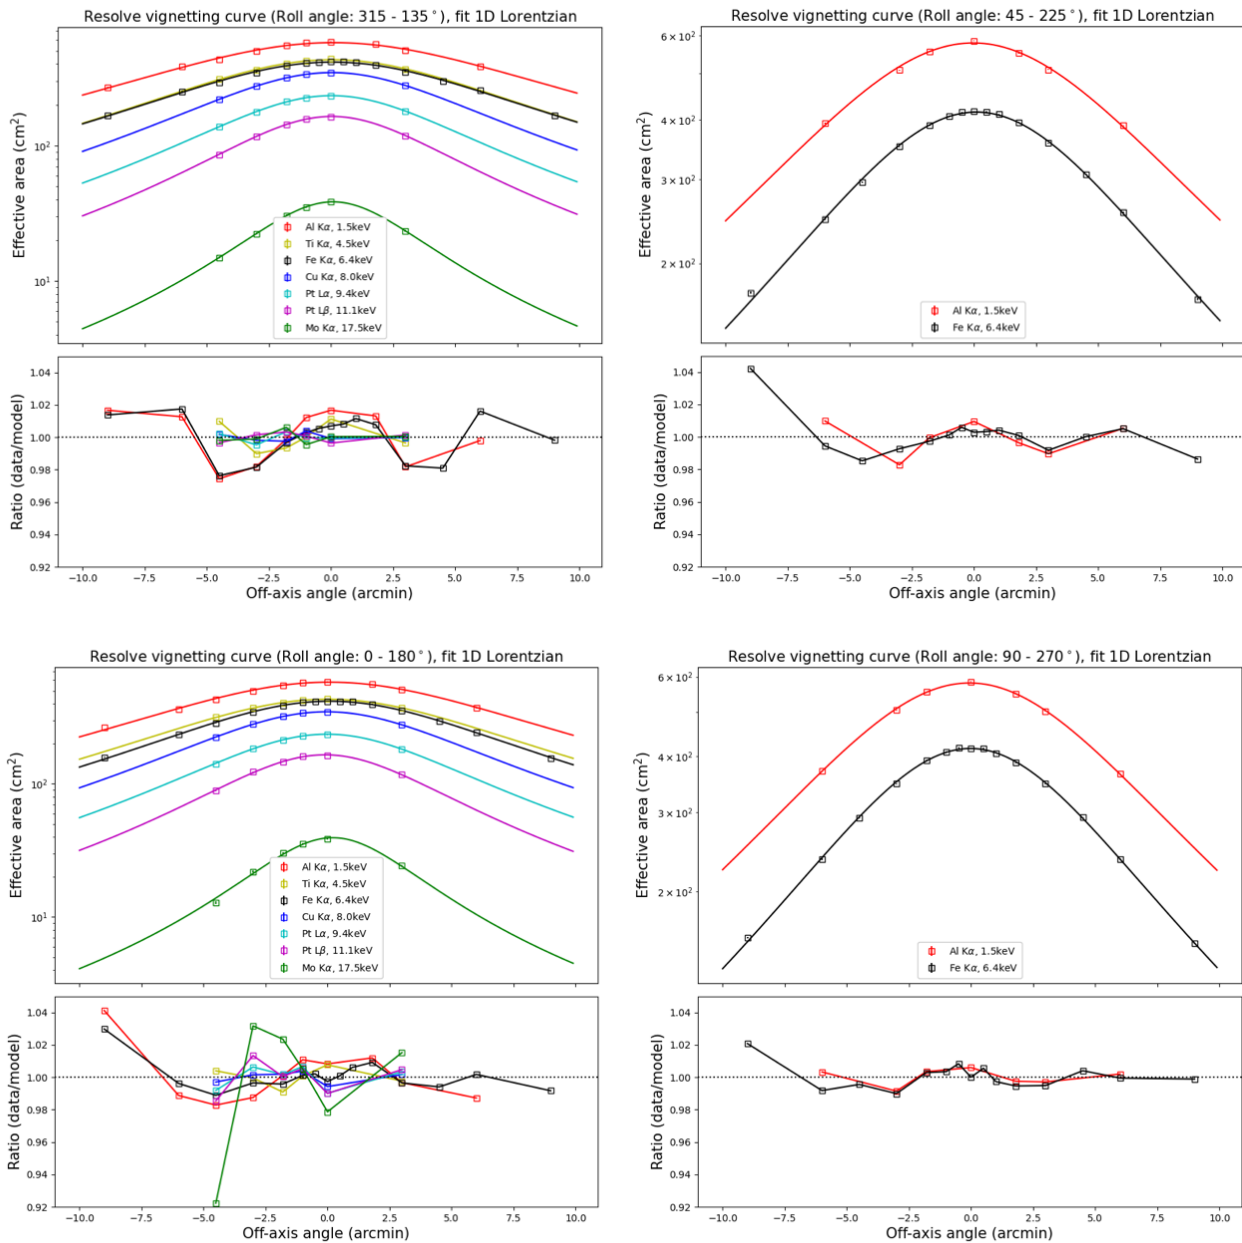 Resolve vignetting curve (Roll angle: 315 - 135°), fit 1D Lorentzian
Effective area (cm²)
10²
10¹
Al Kα, 1.5keV
Ti Kα, 4.5keV
Fe Kα, 6.4keV
Cu Kα, 8.0keV
Pt Lα, 9.4keV
Pt Lβ, 11.1keV
Mo Kα, 17.5keV
Ratio (data/model)
1.04
1.02
1.00
0.98
0.96
0.94
0.92
−10.0 −7.5 −5.0 −2.5 0.0 2.5 5.0 7.5 10.0
Off-axis angle (arcmin)
Resolve vignetting curve (Roll angle: 45 - 225°), fit 1D Lorentzian
Effective area (cm²)
6 × 10²
4 × 10²
3 × 10²
2 × 10²
Al Kα, 1.5keV
Fe Kα, 6.4keV
Ratio (data/model)
1.04
1.02
1.00
0.98
0.96
0.94
0.92
−10.0 −7.5 −5.0 −2.5 0.0 2.5 5.0 7.5 10.0
Off-axis angle (arcmin)
Resolve vignetting curve (Roll angle: 0 - 180°), fit 1D Lorentzian
Effective area (cm²)
10²
10¹
Al Kα, 1.5keV
Ti Kα, 4.5keV
Fe Kα, 6.4keV
Cu Kα, 8.0keV
Pt Lα, 9.4keV
Pt Lβ, 11.1keV
Mo Kα, 17.5keV
Ratio (data/model)
1.04
1.02
1.00
0.98
0.96
0.94
0.92
−10.0 −7.5 −5.0 −2.5 0.0 2.5 5.0 7.5 10.0
Off-axis angle (arcmin)
Resolve vignetting curve (Roll angle: 90 - 270°), fit 1D Lorentzian
Effective area (cm²)
6 × 10²
4 × 10²
3 × 10²
2 × 10²
Al Kα, 1.5keV
Fe Kα, 6.4keV
Ratio (data/model)
1.04
1.02
1.00
0.98
0.96
0.94
0.92
−10.0 −7.5 −5.0 −2.5 0.0 2.5 5.0 7.5 10.0
Off-axis angle (arcmin)